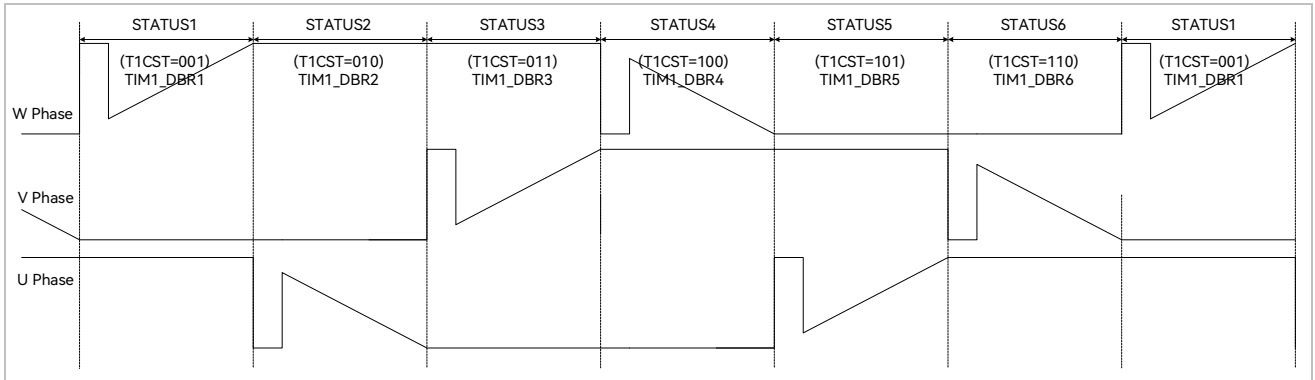 STATUS1 STATUS2 STATUS3 STATUS4 STATUS5 STATUS6 STATUS1
(T1CST=001) (T1CST=010) (T1CST=011) (T1CST=100) (T1CST=101) (T1CST=110) (T1CST=001)
TIM1_DBR1 TIM1_DBR2 TIM1_DBR3 TIM1_DBR4 TIM1_DBR5 TIM1_DBR6 TIM1_DBR1
W Phase
V Phase
U Phase